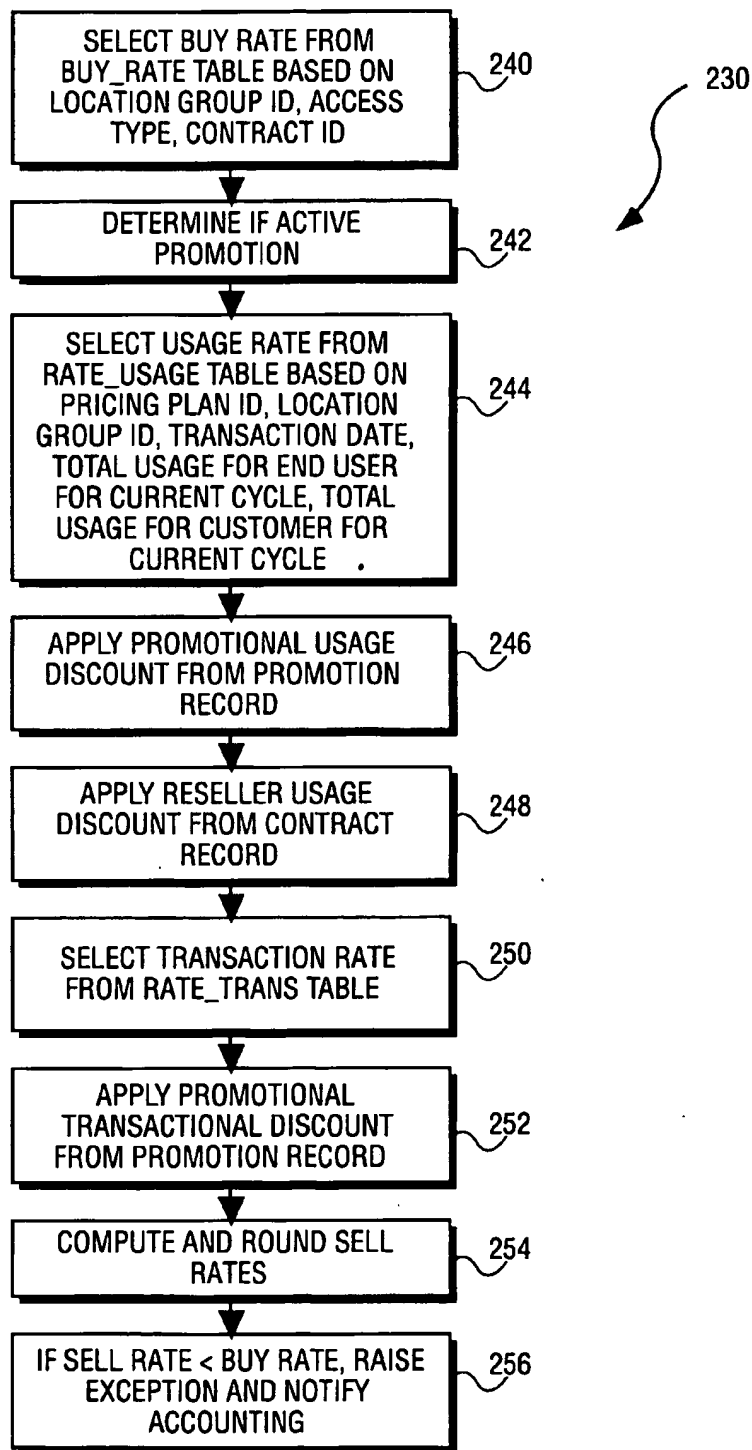 SELECT BUY RATE FROM
BUY_RATE TABLE BASED ON
LOCATION GROUP ID, ACCESS
TYPE, CONTRACT ID
240
230
DETERMINE IF ACTIVE
PROMOTION
242
SELECT USAGE RATE FROM
RATE_USAGE TABLE BASED ON
PRICING PLAN ID, LOCATION
GROUP ID, TRANSACTION DATE,
TOTAL USAGE FOR END USER
FOR CURRENT CYCLE, TOTAL
USAGE FOR CUSTOMER FOR
CURRENT CYCLE .
244
APPLY PROMOTIONAL USAGE
DISCOUNT FROM PROMOTION
RECORD
246
APPLY RESELLER USAGE
DISCOUNT FROM CONTRACT
RECORD
248
SELECT TRANSACTION RATE
FROM RATE_TRANS TABLE
250
APPLY PROMOTIONAL
TRANSACTIONAL DISCOUNT
FROM PROMOTION RECORD
252
COMPUTE AND ROUND SELL
RATES
254
IF SELL RATE < BUY RATE, RAISE
EXCEPTION AND NOTIFY
ACCOUNTING
256